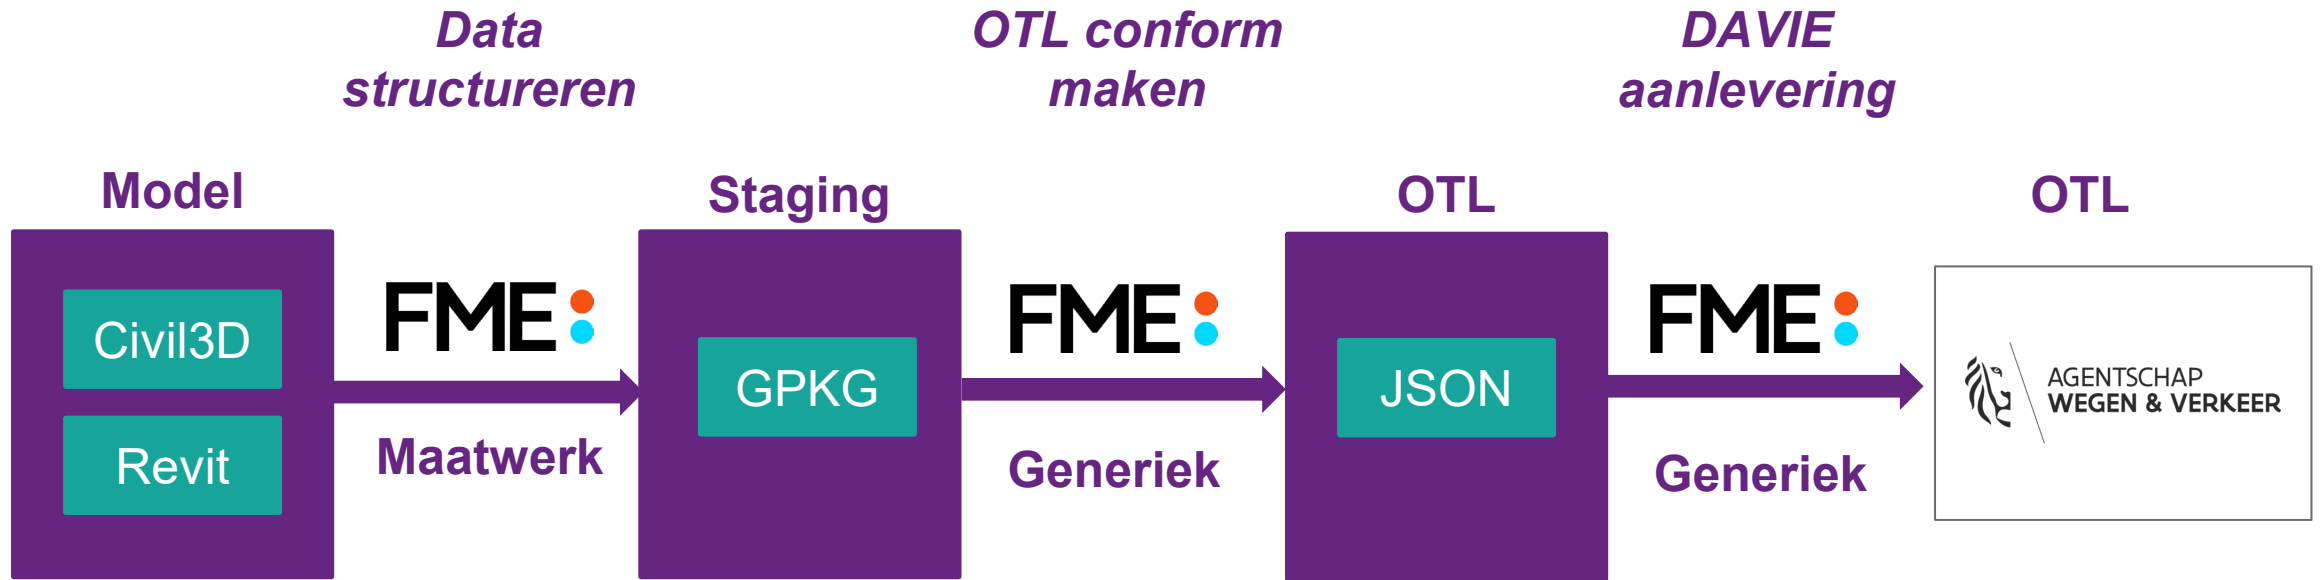 Data
structureren
OTL conform
maken
DAVIE
aanlevering
Model
Staging
OTL
OTL
Civil3D
Revit
FME
Maatwerk
GPKG
FME
Generiek
JSON
FME
Generiek
AGENTSCHAP
WEGEN & VERKEER